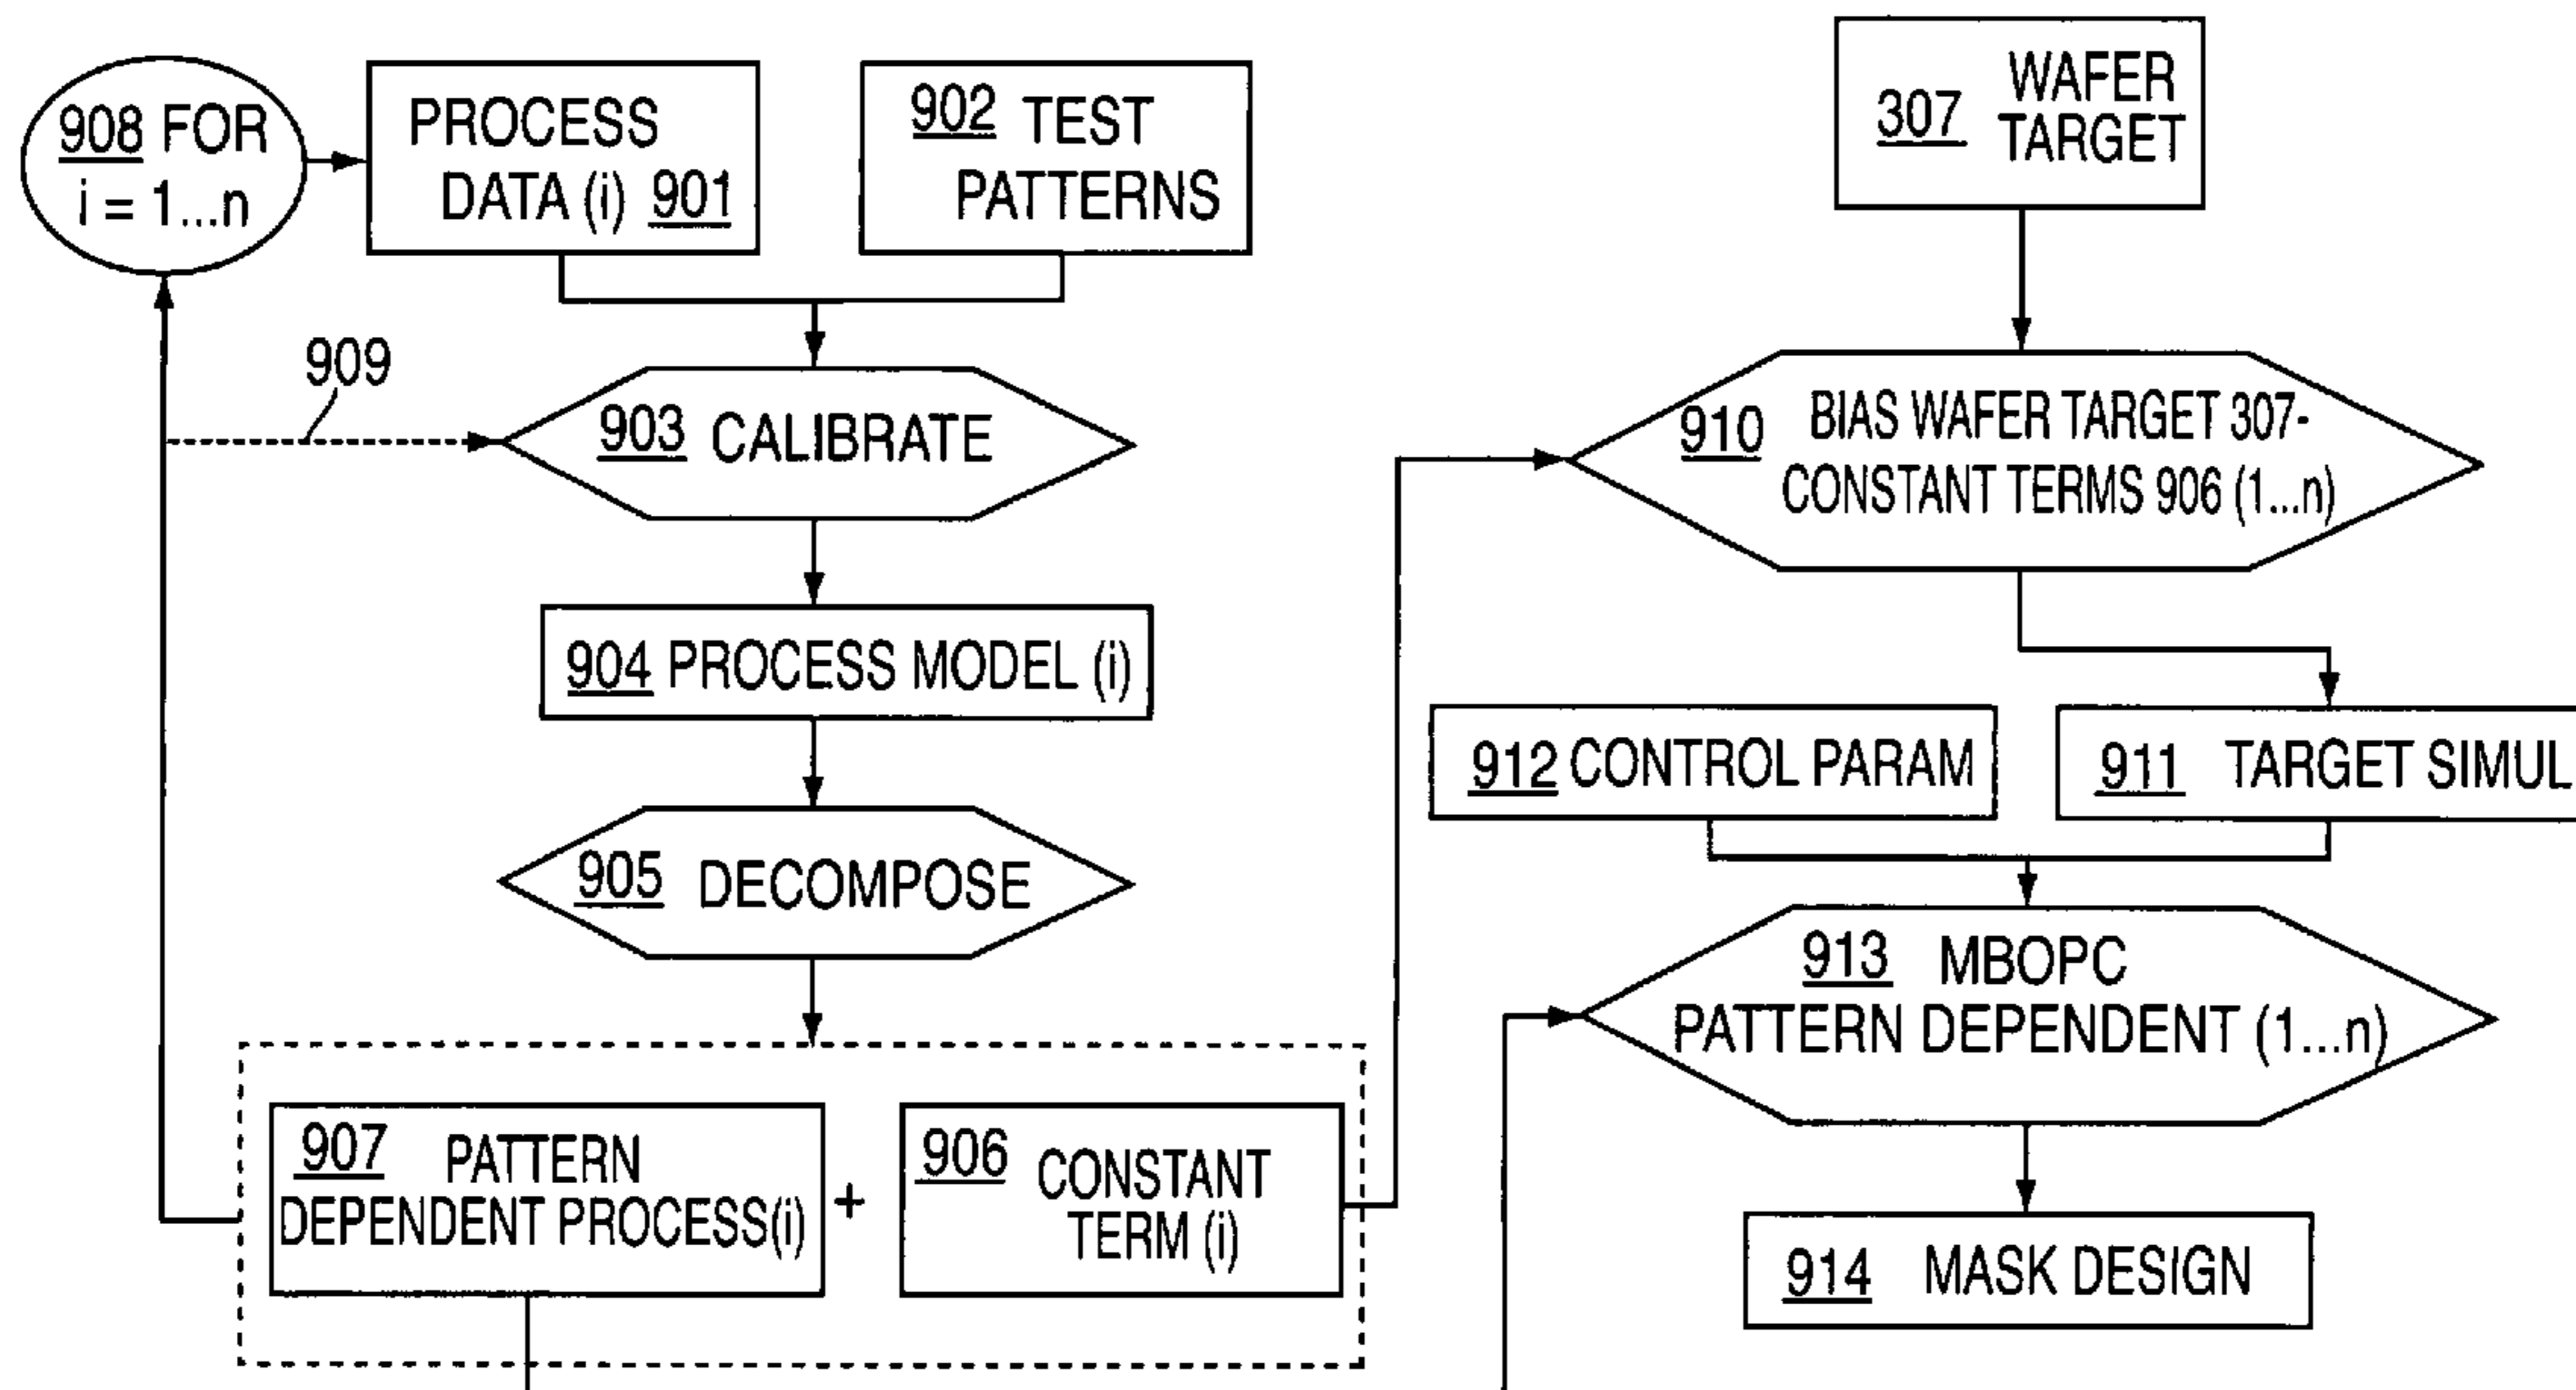 908 FOR
i = 1...n
PROCESS
DATA (i) 901
902 TEST
PATTERNS
909
903 CALIBRATE
904 PROCESS MODEL (i)
905 DECOMPOSE
907 PATTERN
DEPENDENT PROCESS(i)
+
906 CONSTANT
TERM (i)
307 WAFER
TARGET
910 BIAS WAFER TARGET 307-
CONSTANT TERMS 906 (1...n)
912 CONTROL PARAM
911 TARGET SIMUL
913 MBOPC
PATTERN DEPENDENT (1...n)
914 MASK DESIGN